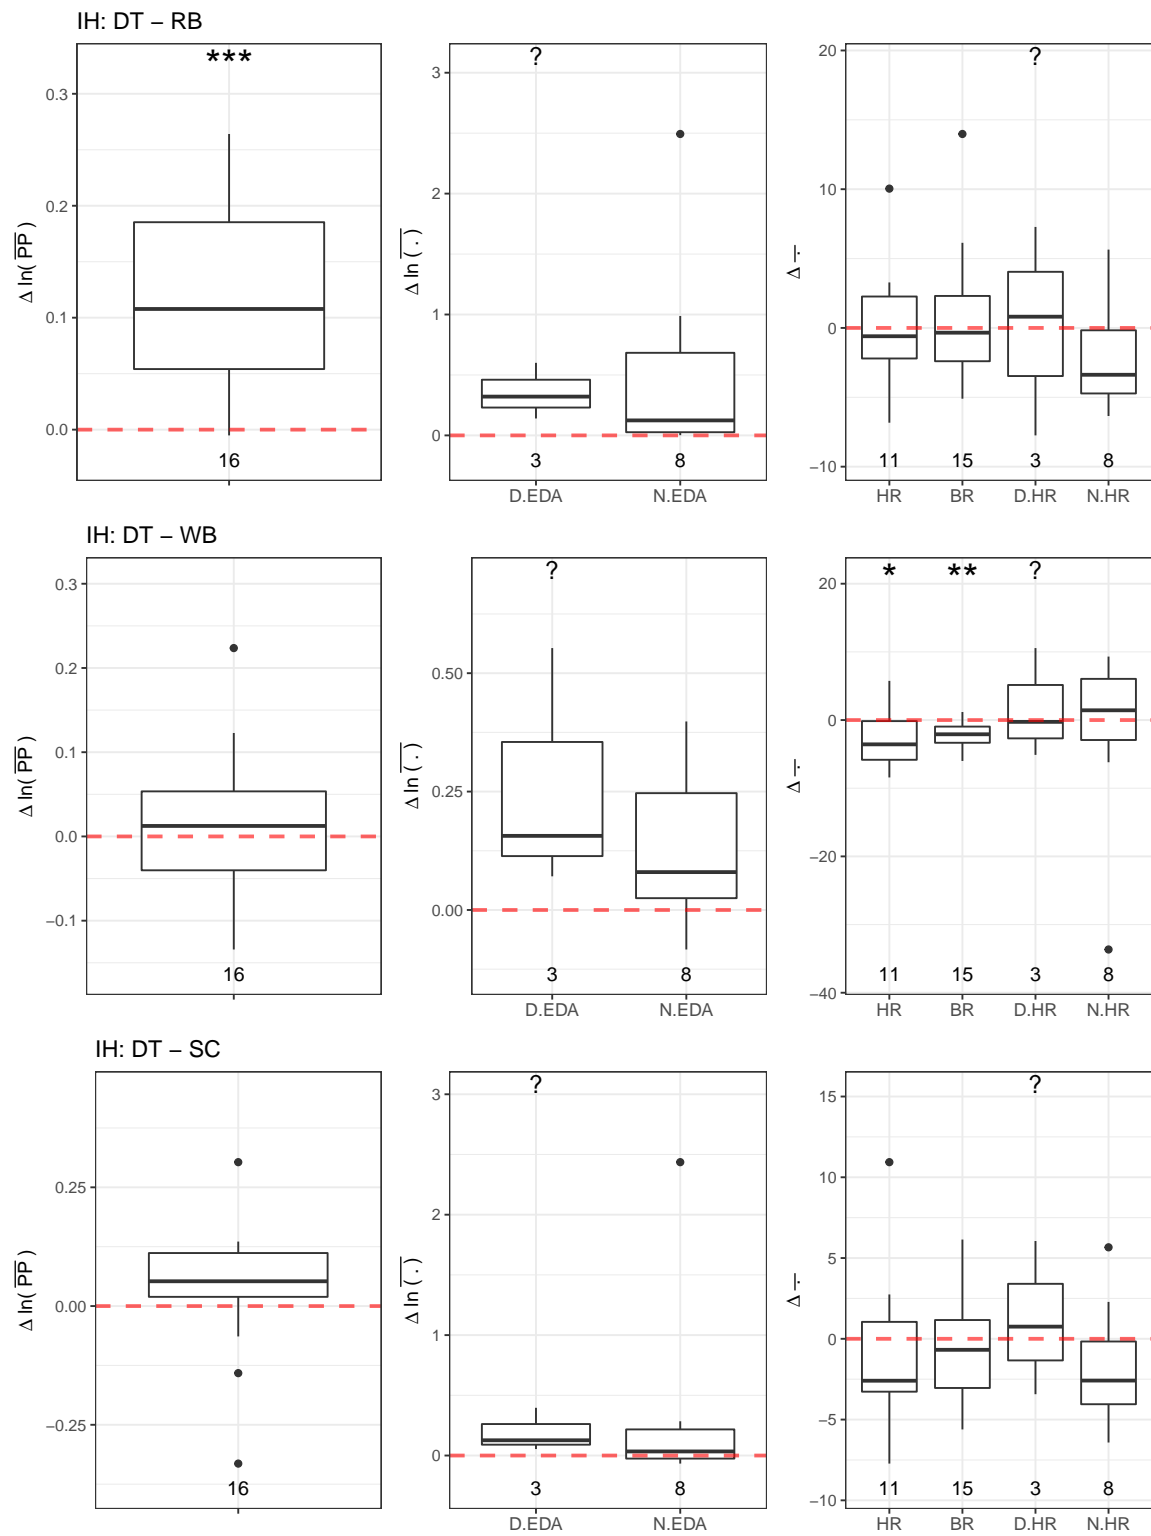 IH: DT – RB
***
0.3
0.2
0.1
0.0
Δ ln( PP )
16
?
3
2
1
0
Δ ln ( . )
3
8
D.EDA
N.EDA
?
20
10
0
−10
Δ .
11
15
3
8
HR
BR
D.HR
N.HR
IH: DT – WB
0.3
0.2
0.1
0.0
−0.1
Δ ln( PP )
16
?
0.50
0.25
0.00
Δ ln ( . )
3
8
D.EDA
N.EDA
* ** ?
20
0
−20
−40
Δ .
11
15
3
8
HR
BR
D.HR
N.HR
IH: DT – SC
0.25
0.00
−0.25
Δ ln( PP )
16
?
3
2
1
0
Δ ln ( . )
3
8
D.EDA
N.EDA
?
15
10
5
0
−5
−10
Δ .
11
15
3
8
HR
BR
D.HR
N.HR